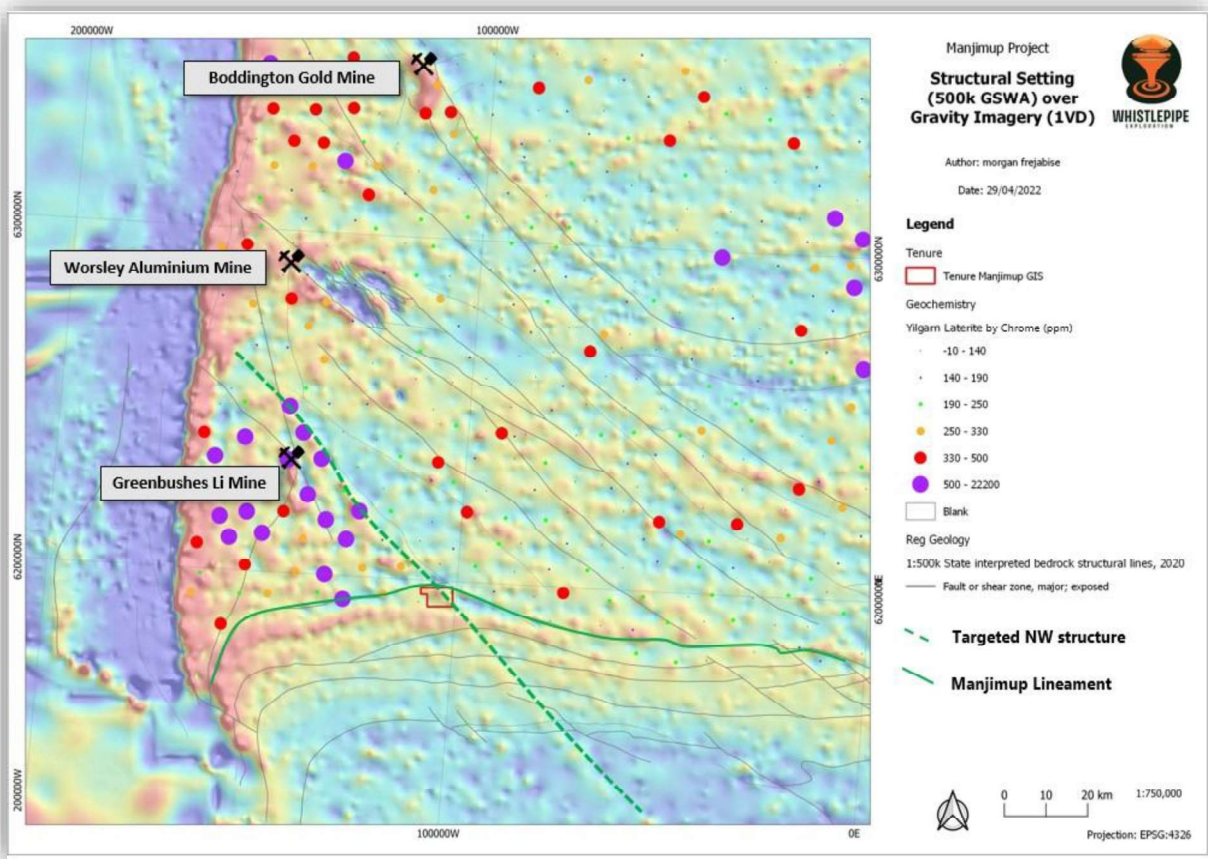 200000W
100000W
Boddington Gold Mine
6300000N
Worsley Aluminium Mine
6300000N
Greenbushes Li Mine
6200000N
200000W
100000W
0E
Manjimup Project
Structural Setting
(500k GSWA) over
Gravity Imagery (1VD)
WHISTLEPIPE
EXPLORATION
Author: morgan frejabise
Date: 29/04/2022
Legend
Tenure
Tenure Manjimup GIS
Geochemistry
Yilgarn Laterite by Chrome (ppm)
-10 - 140
140 - 190
190 - 250
250 - 330
330 - 500
500 - 22200
Blank
Reg Geology
1:500k State interpreted bedrock structural lines, 2020
Fault or shear zone, major; exposed
Targeted NW structure
Manjimup Lineament
0 10 20 km
1:750,000
Projection: EPSG:4326